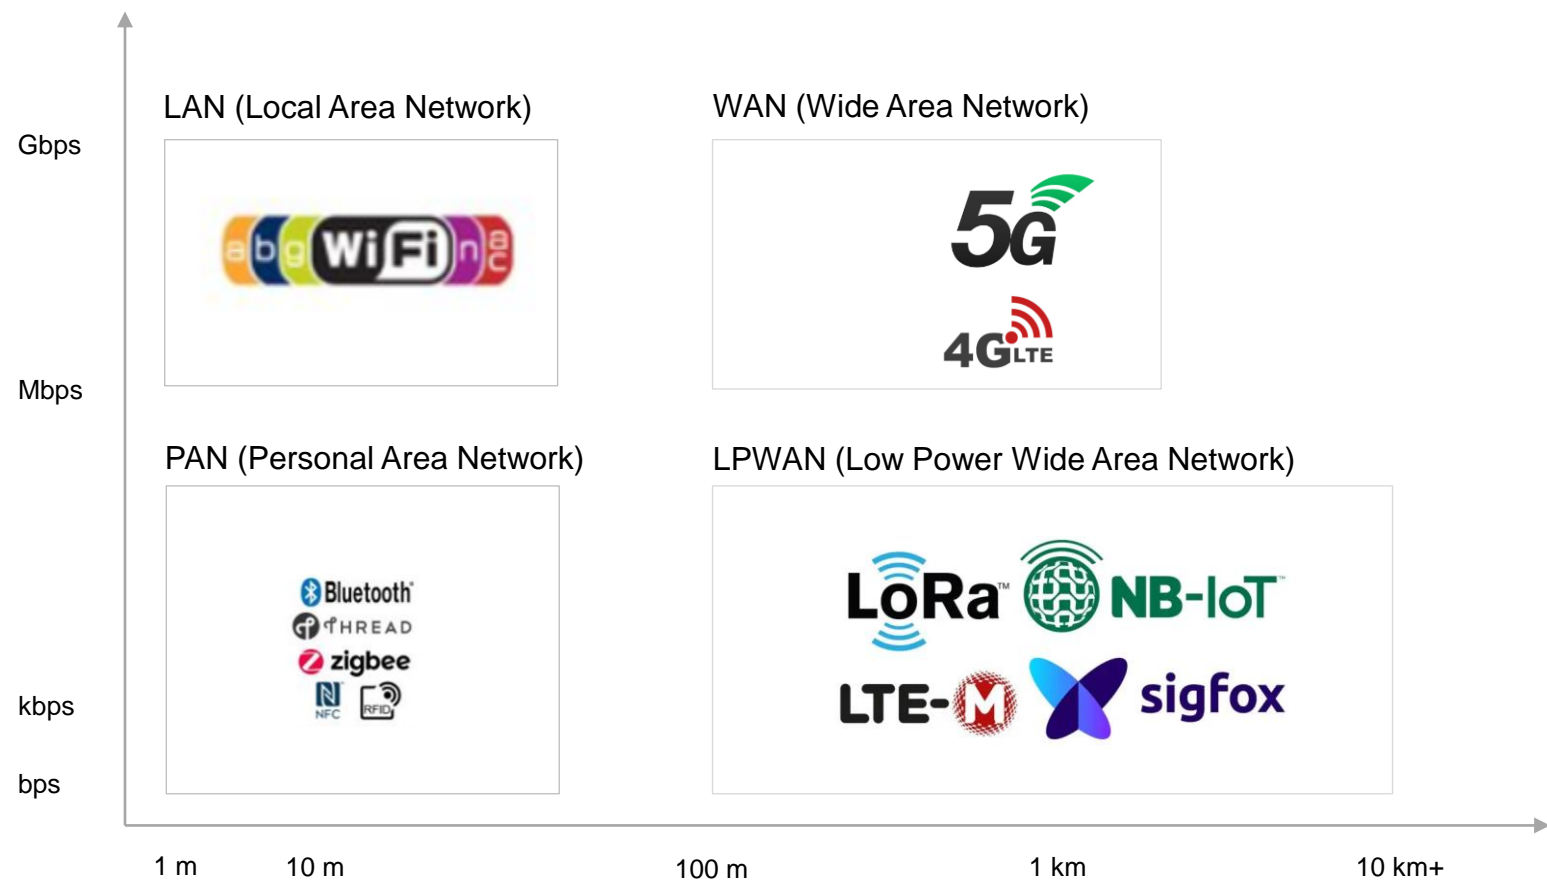 LAN (Local Area Network)
WAN (Wide Area Network)
Gbps
a b g WiFi n ac
5G
4G LTE
Mbps
PAN (Personal Area Network)
LPWAN (Low Power Wide Area Network)
Bluetooth®
THREAD
zigbee
NFC RFID
LoRa™
NB-IoT™
LTE-M
sigfox
kbps
bps
1 m
10 m
100 m
1 km
10 km+